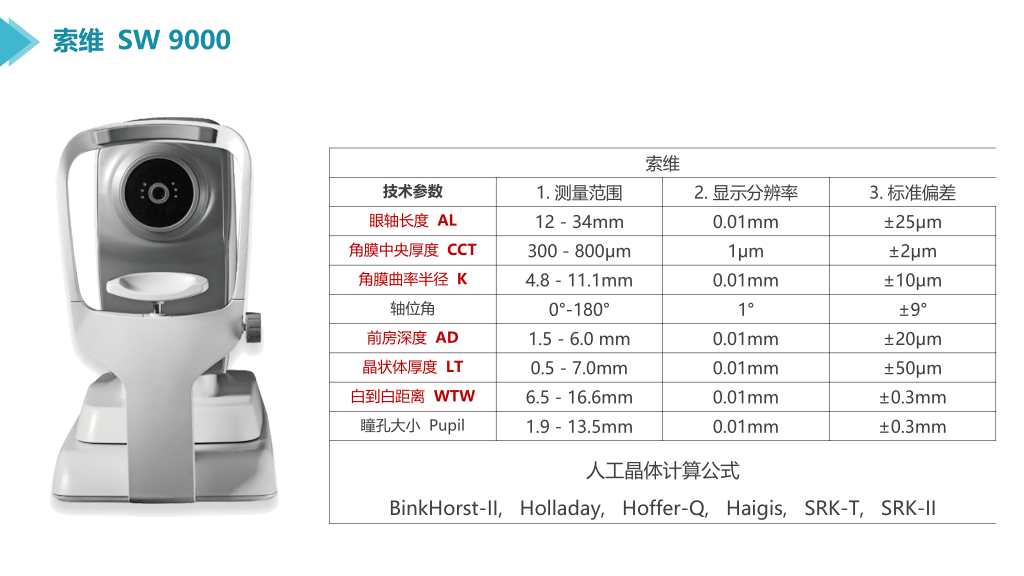 索维 SW 9000
索维
技术参数 1. 测量范围 2. 显示分辨率 3. 标准偏差
眼轴长度 AL 12 - 34mm 0.01mm ±25μm
角膜中央厚度 CCT 300 - 800μm 1μm ±2μm
角膜曲率半径 K 4.8 - 11.1mm 0.01mm ±10μm
轴位角 0°-180° 1° ±9°
前房深度 AD 1.5 - 6.0 mm 0.01mm ±20μm
晶状体厚度 LT 0.5 - 7.0mm 0.01mm ±50μm
白到白距离 WTW 6.5 - 16.6mm 0.01mm ±0.3mm
瞳孔大小 Pupil 1.9 - 13.5mm 0.01mm ±0.3mm
人工晶体计算公式
BinkHorst-II, Holladay, Hoffer-Q, Haigis, SRK-T, SRK-II